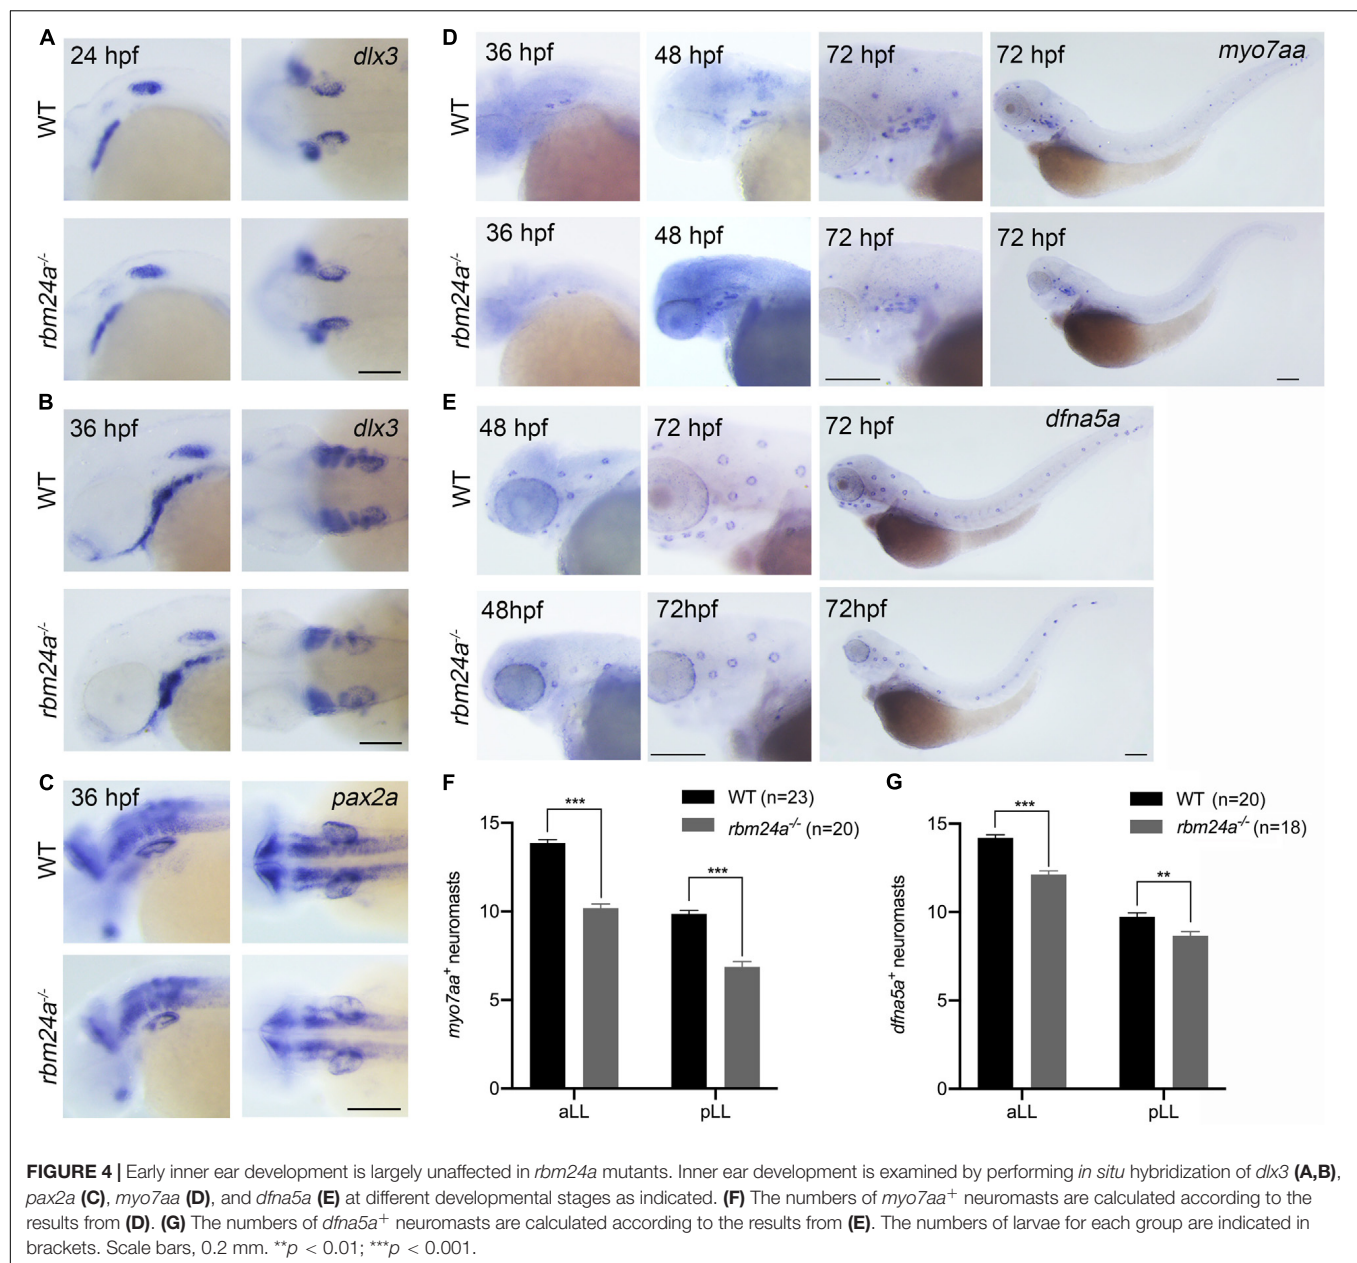 A
24 hpf
dlx3
WT
rbm24a-/-
B
36 hpf
dlx3
WT
rbm24a-/-
C
36 hpf
pax2a
WT
rbm24a-/-
D
36 hpf
48 hpf
72 hpf
72 hpf
myo7aa
WT
36 hpf
48 hpf
72 hpf
72 hpf
rbm24a-/-
E
48 hpf
72 hpf
72 hpf
dfna5a
WT
48hpf
72hpf
72hpf
rbm24a-/-
F
WT (n=23)
rbm24a-/- (n=20)
***
***
15
10
5
0
myo7aa+ neuromasts
aLL
pLL
G
WT (n=20)
rbm24a-/- (n=18)
***
**
15
10
5
0
dfna5a+ neuromasts
aLL
pLL
FIGURE 4 | Early inner ear development is largely unaffected in rbm24a mutants. Inner ear development is examined by performing in situ hybridization of dlx3 (A,B),
pax2a (C), myo7aa (D), and dfna5a (E) at different developmental stages as indicated. (F) The numbers of myo7aa+ neuromasts are calculated according to the
results from (D). (G) The numbers of dfna5a+ neuromasts are calculated according to the results from (E). The numbers of larvae for each group are indicated in
brackets. Scale bars, 0.2 mm. **p < 0.01; ***p < 0.001.